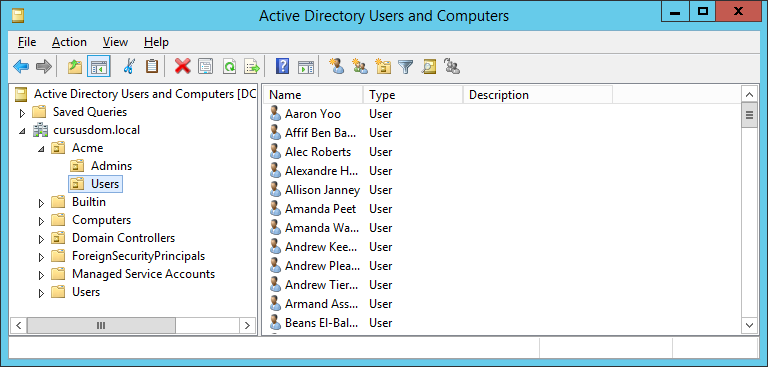 Active Directory Users and Computers
File Action View Help
Active Directory Users and Computers [DC
Saved Queries
cursusdom.local
Acme
Admins
Users
Builtin
Computers
Domain Controllers
ForeignSecurityPrincipals
Managed Service Accounts
Users
Name Type Description
Aaron Yoo User
Affif Ben Ba... User
Alec Roberts User
Alexandre H... User
Allison Janney User
Amanda Peet User
Amanda Wa... User
Andrew Kee... User
Andrew Plea... User
Andrew Tier... User
Armand Ass... User
Beans El-Bal... User